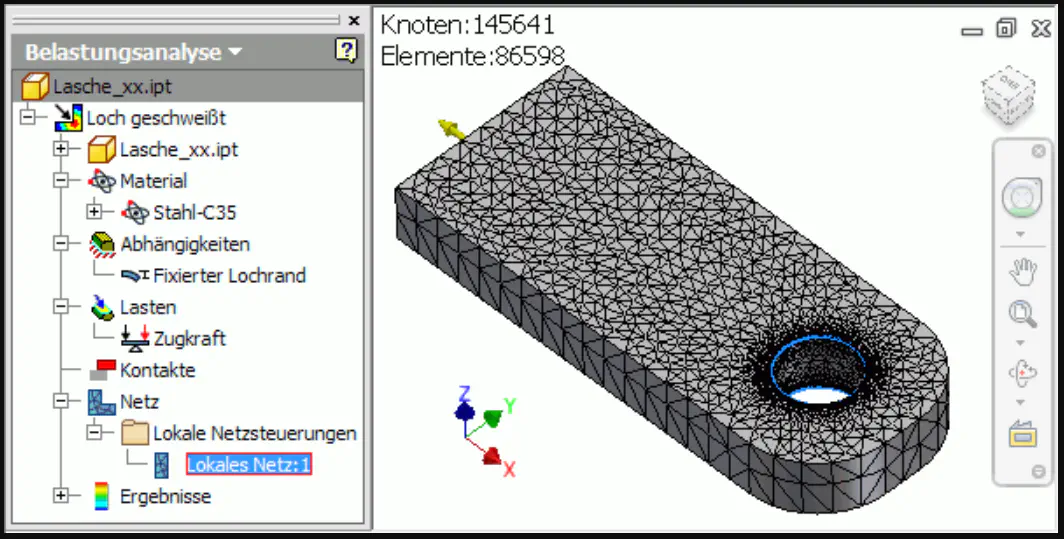 Belastungsanalyse
?
Lasche_xx.ipt
Loch geschweißt
Lasche_xx.ipt
Material
Stahl-C35
Abhängigkeiten
Fixierter Lochrand
Lasten
Zugkraft
Kontakte
Netz
Lokale Netzsteuerungen
Lokales Netz:1
Ergebnisse
Knoten:145641
Elemente:86598
Z
Y
X